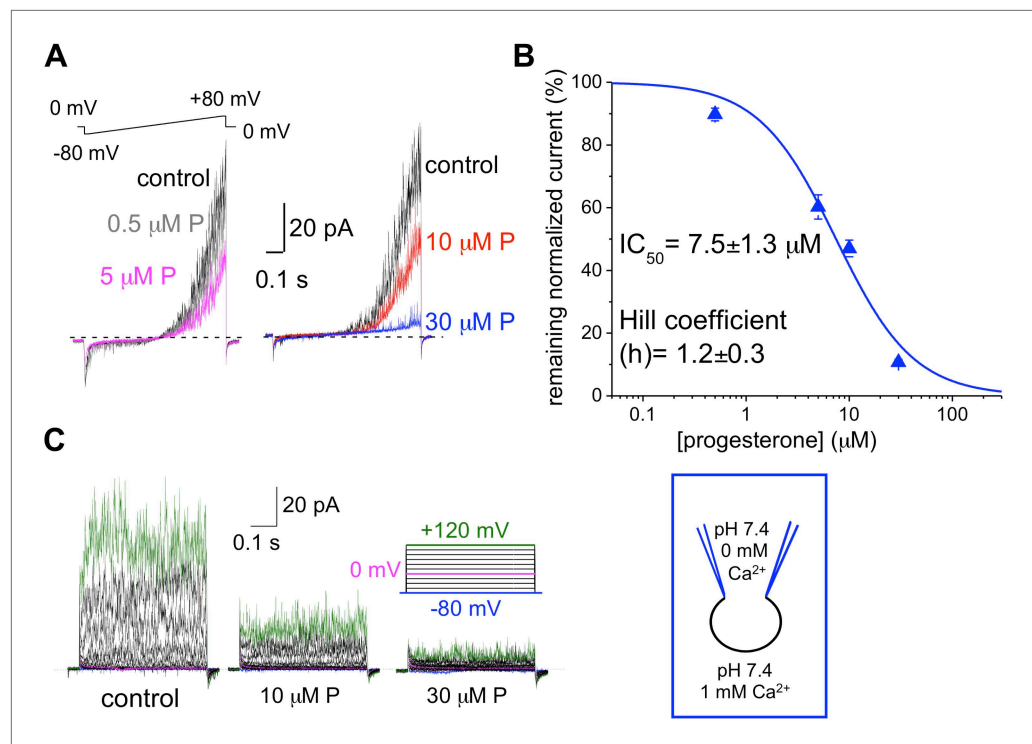 A
0 mV
+80 mV
-80 mV
0 mV
control
0.5 μM P
5 μM P
20 pA
0.1 s
control
10 μM P
30 μM P
B
remaining normalized current (%)
100
80
60
40
20
0
IC50= 7.5±1.3 μM
Hill coefficient
(h)= 1.2±0.3
0.1
1
10
100
[progesterone] (μM)
C
20 pA
0.1 s
+120 mV
0 mV
-80 mV
control
10 μM P
30 μM P
pH 7.4
0 mM
Ca2+
pH 7.4
1 mM Ca2+